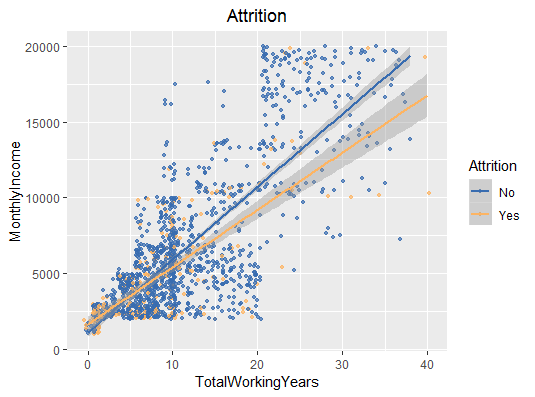 Attrition
20000
15000
10000
5000
0
MonthlyIncome
0 10 20 30 40
TotalWorkingYears
Attrition
No
Yes